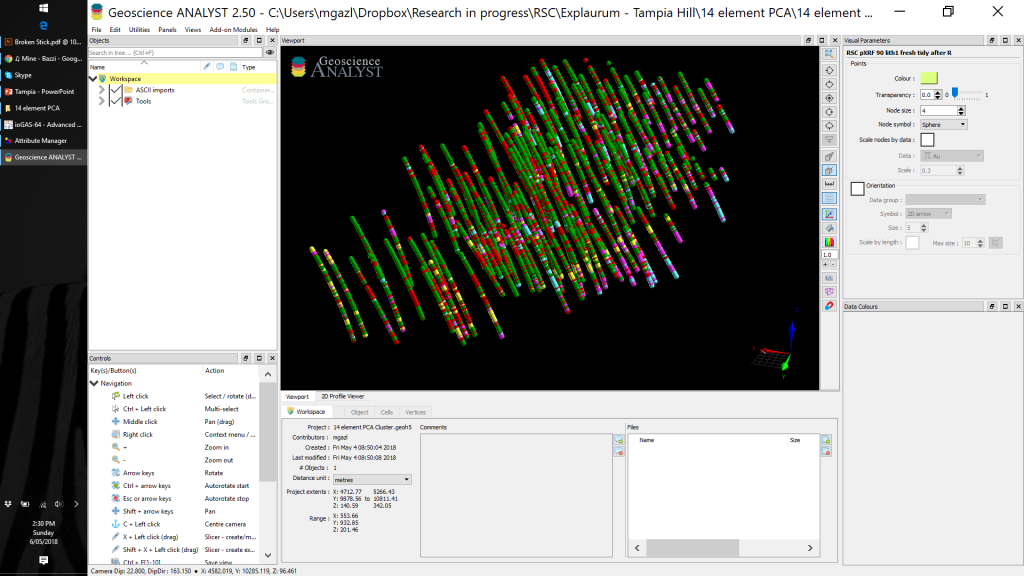 Geoscience ANALYST 2.50 - C:\Users\mgazl\Dropbox\Research in progress\RSC\Explaurum - Tampia Hill\14 element PCA\14 element ...
Broken Stick.pdf @ 10...
♫ Mine - Bazzi - Goog...
Skype
Tampia - PowerPoint
14 element PCA
ioGAS-64 - Advanced ...
Attribute Manager
Geoscience ANALYST ...
2:30 PM
Sunday
6/05/2018
File Edit Utilities Panels Views Add-on Modules Help
Objects
Search in tree... (Ctrl+F)
Name Type
Workspace
ASCII imports Container...
Tools Tools Gro...
Controls
Key(s)/Button(s) Action
Navigation
Left click Select / rotate (d...
Ctrl + Left click Multi-select
Middle click Pan (drag)
Right click Context menu / ...
+ Zoom in
- Zoom out
Arrow keys Rotate
Ctrl + arrow keys Autorotate start
Esc or arrow keys Autorotate stop
Shift + arrow keys Pan
C + Left click Centre camera
X + Left click (drag) Slicer - create/m...
Shift + X + Left click (drag) Slicer - create ex...
Ctrl + F[1-10] Save view
Viewport
Geoscience
ANALYST
1.0
Viewport 2D Profile Viewer
Workspace Object Cells Vertices
Project : 14 element PCA Cluster.geoh5
Contributors : mgazl
Created : Fri May 4 08:50:04 2018
Last modified : Fri May 4 08:50:08 2018
# Objects : 1
Distance unit : metres
Project extents : X: 4712.77 5266.43
Y: 9878.56 to 10811.41
Z: 140.59 342.05
Range : X: 553.66
Y: 932.85
Z: 201.46
Comments
Files
Name Size
Visual Parameters
RSC pXRF 90 lith1 fresh tidy after R
Points
Colour :
Transparency : 0.0 0 1
Node size : 4
Node symbol : Sphere
Scale nodes by data :
Data : Au
Scale : 0.3
Orientation
Data group :
Symbol : 2D arrow
Size : 5
Scale by length : Max size : 10
Data Colours
Camera Dip: 22.800, DipDir : 163.150 • X: 4582.019, Y: 10285.119, Z: 96.461